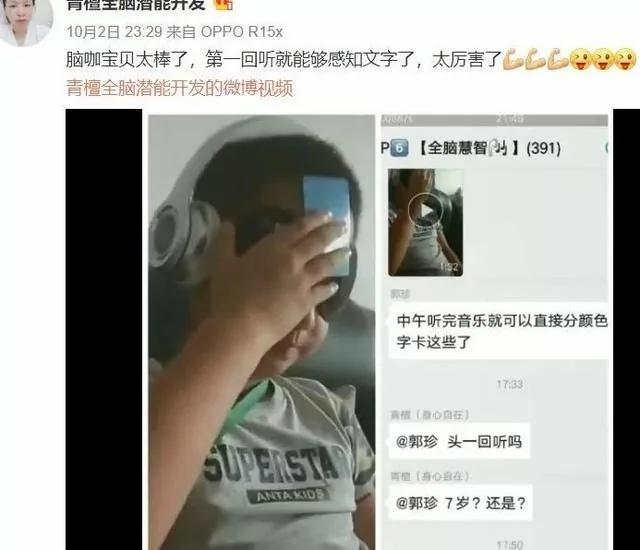 青檀全脑潜能开发
10月2日 23:29 来自 OPPO R15x
脑咖宝贝太棒了，第一回听就能够感知文字了，太厉害了
青檀全脑潜能开发的微博视频
21:49
P6【全脑慧智】(391)
1:32
郭珍
中午听完音乐就可以直接分颜色
字卡这些了
17:33
青檀（身心自在）
@郭珍 头一回听吗
青檀（身心自在）
@郭珍 7岁？还是？
17:50
SUPERSTAR
ANTA KIDS